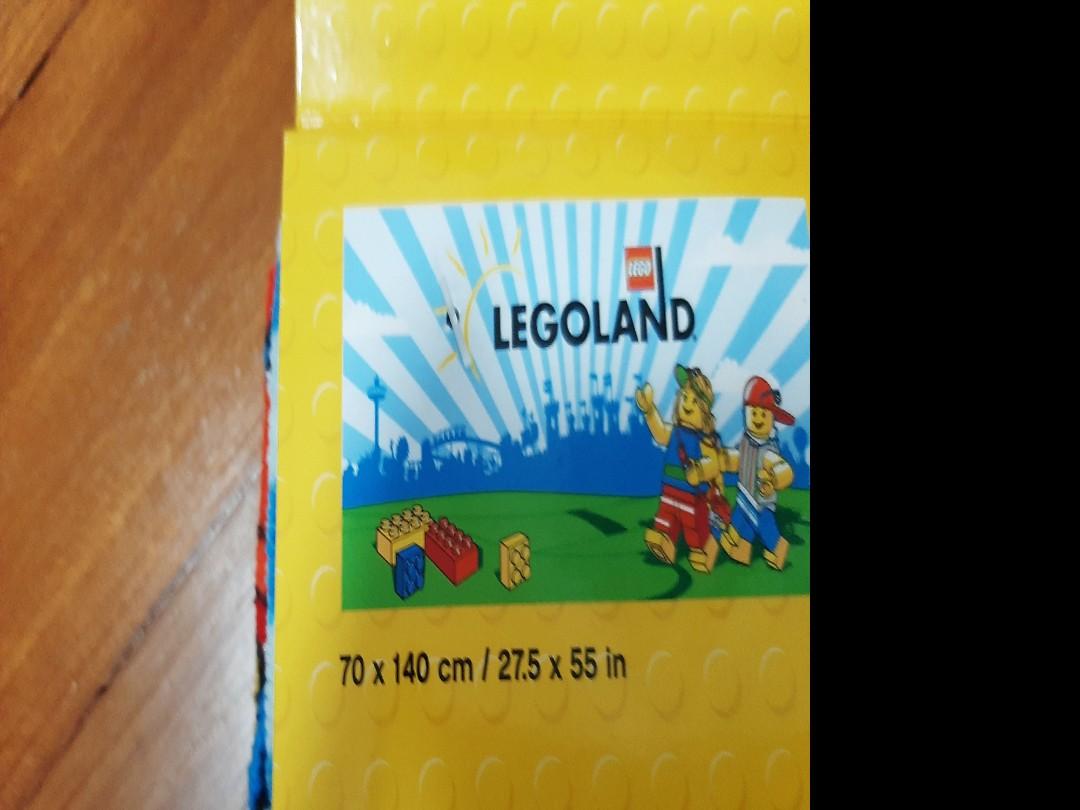 LEGO
LEGOLAND
70 x 140 cm / 27.5 x 55 in